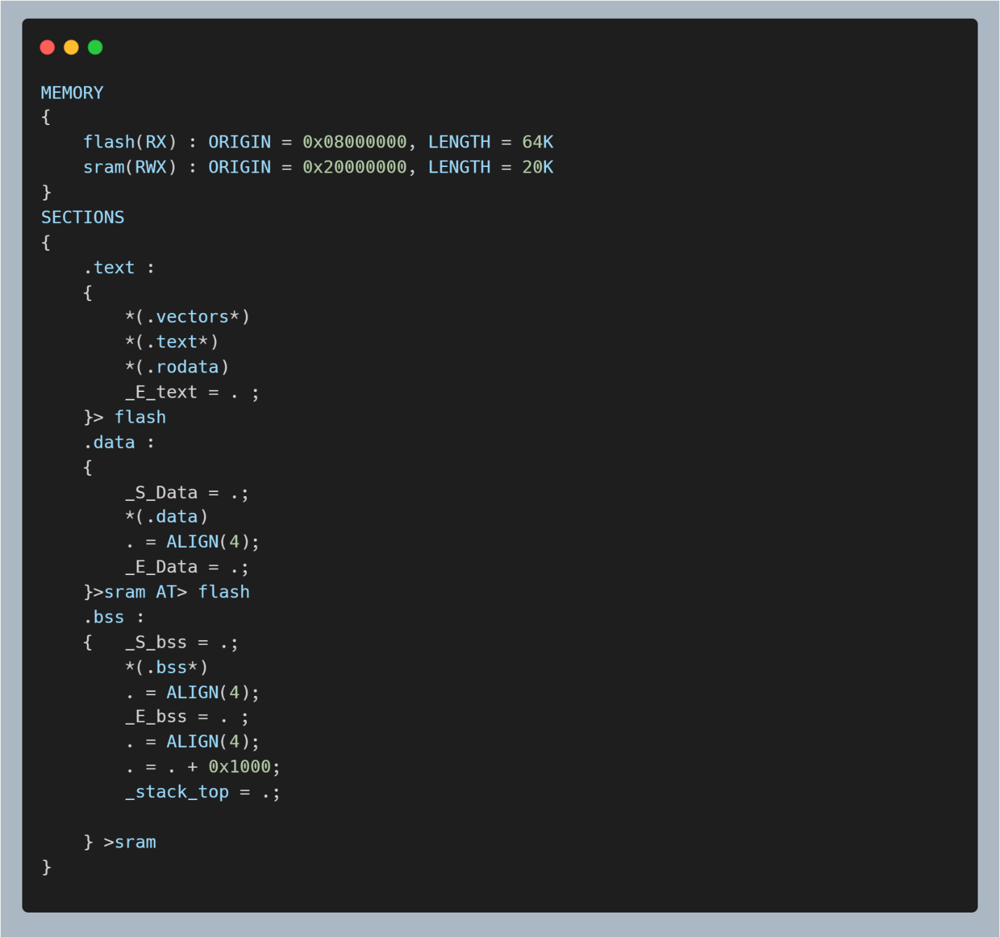 MEMORY
{
    flash(RX) : ORIGIN = 0x08000000, LENGTH = 64K
    sram(RWX) : ORIGIN = 0x20000000, LENGTH = 20K
}
SECTIONS
{
    .text :
    {
        *(.vectors*)
        *(.text*)
        *(.rodata)
        _E_text = . ;
    }> flash
    .data :
    {
        _S_Data = .;
        *(.data)
        . = ALIGN(4);
        _E_Data = .;
    }>sram AT> flash
    .bss :
    {   _S_bss = .;
        *(.bss*)
        . = ALIGN(4);
        _E_bss = . ;
        . = ALIGN(4);
        . = . + 0x1000;
        _stack_top = .;

    } >sram
}